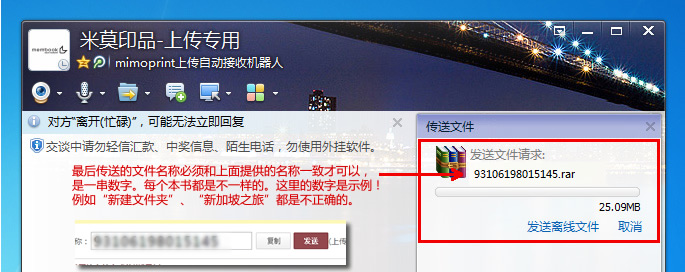 米莫印品-上传专用
membook
mimoprint上传自动接收机器人
对方“离开(忙碌)”，可能无法立即回复
交谈中请勿轻信汇款、中奖信息、陌生电话，勿使用外挂软件。
最后传送的文件名称必须和上面提供的名称一致才可以，
是一串数字。每个本书都是不一样的。这里的数字是示例！
例如“新建文件夹”、“新加坡之旅”都是不正确的。
称： 93106198015145 复制 发送 (上传
传送文件
发送文件请求:
93106198015145.rar
25.09MB
发送离线文件 取消